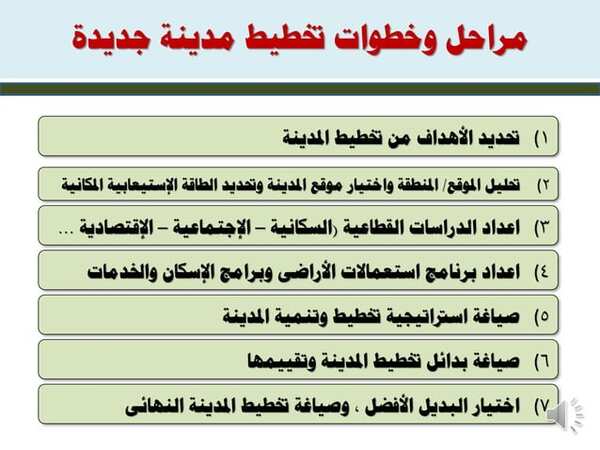 مراحل وخطوات تخطيط مدينة جديدة
١) تحديد الأهداف من تخطيط المدينة
٢) تحليل الموقع/ المنطقة واختيار موقع المدينة وتحديد الطاقة الإستيعابية المكانية
٣) اعداد الدراسات القطاعية (السكانية – الإجتماعية – الإقتصادية ...
٤) اعداد برنامج استعمالات الأراضى وبرامج الإسكان والخدمات
٥) صياغة استراتيجية تخطيط وتنمية المدينة
٦) صياغة بدائل تخطيط المدينة وتقييمها
٧) اختيار البديل الأفضل ، وصياغة تخطيط المدينة النهائى